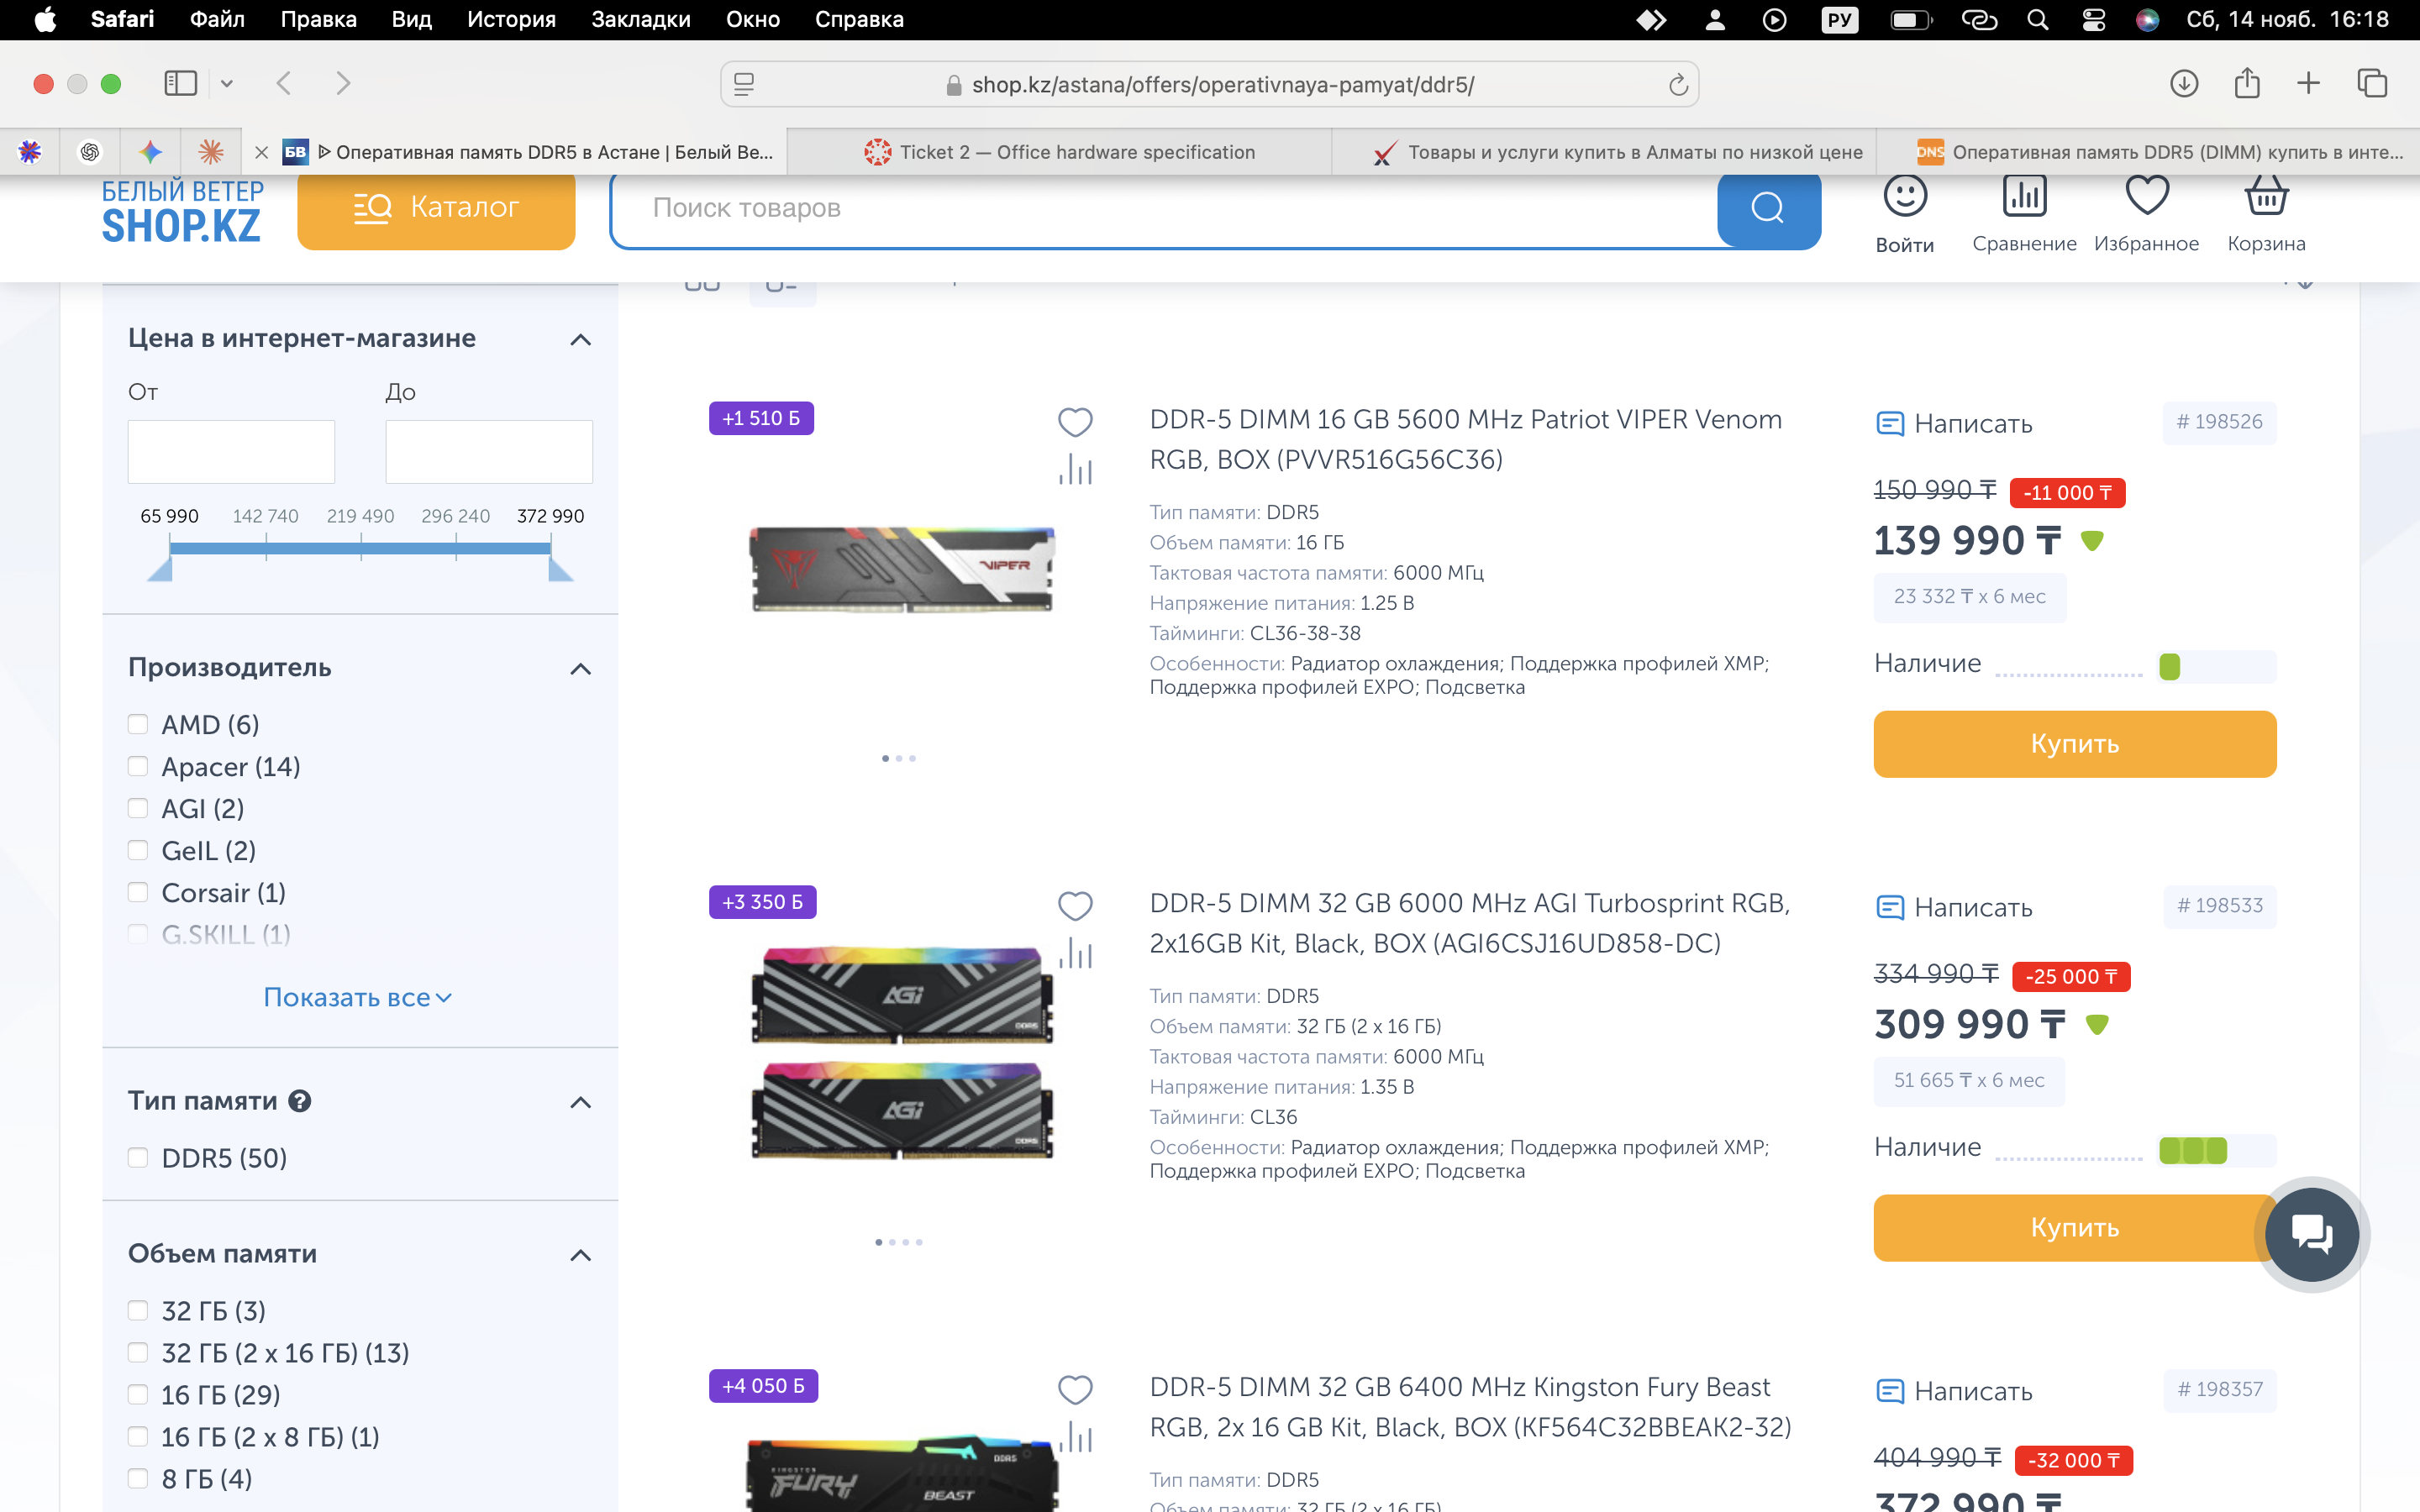 Safari Файл Правка Вид История Закладки Окно Справка РУ Сб, 14 нояб. 16:18
shop.kz/astana/offers/operativnaya-pamyat/ddr5/
БВ ᐉ Оперативная память DDR5 в Астане | Белый Ве...
Ticket 2 — Office hardware specification
Товары и услуги купить в Алматы по низкой цене
DNS Оперативная память DDR5 (DIMM) купить в инте...
БЕЛЫЙ ВЕТЕР
SHOP.KZ
Каталог
Поиск товаров
Войти
Сравнение
Избранное
Корзина
Цена в интернет-магазине
От До
65 990 142 740 219 490 296 240 372 990
Производитель
AMD (6)
Apacer (14)
AGI (2)
GeIL (2)
Corsair (1)
G.SKILL (1)
Показать все
Тип памяти ?
DDR5 (50)
Объем памяти
32 ГБ (3)
32 ГБ (2 x 16 ГБ) (13)
16 ГБ (29)
16 ГБ (2 x 8 ГБ) (1)
8 ГБ (4)
+1 510 Б
VIPER
DDR-5 DIMM 16 GB 5600 MHz Patriot VIPER Venom
RGB, BOX (PVVR516G56C36)
Тип памяти: DDR5
Объем памяти: 16 ГБ
Тактовая частота памяти: 6000 МГц
Напряжение питания: 1.25 В
Тайминги: CL36-38-38
Особенности: Радиатор охлаждения; Поддержка профилей XMP;
Поддержка профилей EXPO; Подсветка
Написать
# 198526
150 990 ₸ -11 000 ₸
139 990 ₸
23 332 ₸ x 6 мес
Наличие
Купить
+3 350 Б
AGi
DDR5
AGi
DDR5
DDR-5 DIMM 32 GB 6000 MHz AGI Turbosprint RGB,
2x16GB Kit, Black, BOX (AGI6CSJ16UD858-DC)
Тип памяти: DDR5
Объем памяти: 32 ГБ (2 x 16 ГБ)
Тактовая частота памяти: 6000 МГц
Напряжение питания: 1.35 В
Тайминги: CL36
Особенности: Радиатор охлаждения; Поддержка профилей XMP;
Поддержка профилей EXPO; Подсветка
Написать
# 198533
334 990 ₸ -25 000 ₸
309 990 ₸
51 665 ₸ x 6 мес
Наличие
Купить
+4 050 Б
DDR5
KINGSTON
FURY
BEAST
DDR-5 DIMM 32 GB 6400 MHz Kingston Fury Beast
RGB, 2x 16 GB Kit, Black, BOX (KF564C32BBEAK2-32)
Тип памяти: DDR5
Объем памяти: 32 ГБ (2 x 16 ГБ)
Написать
# 198357
404 990 ₸ -32 000 ₸
372 990 ₸